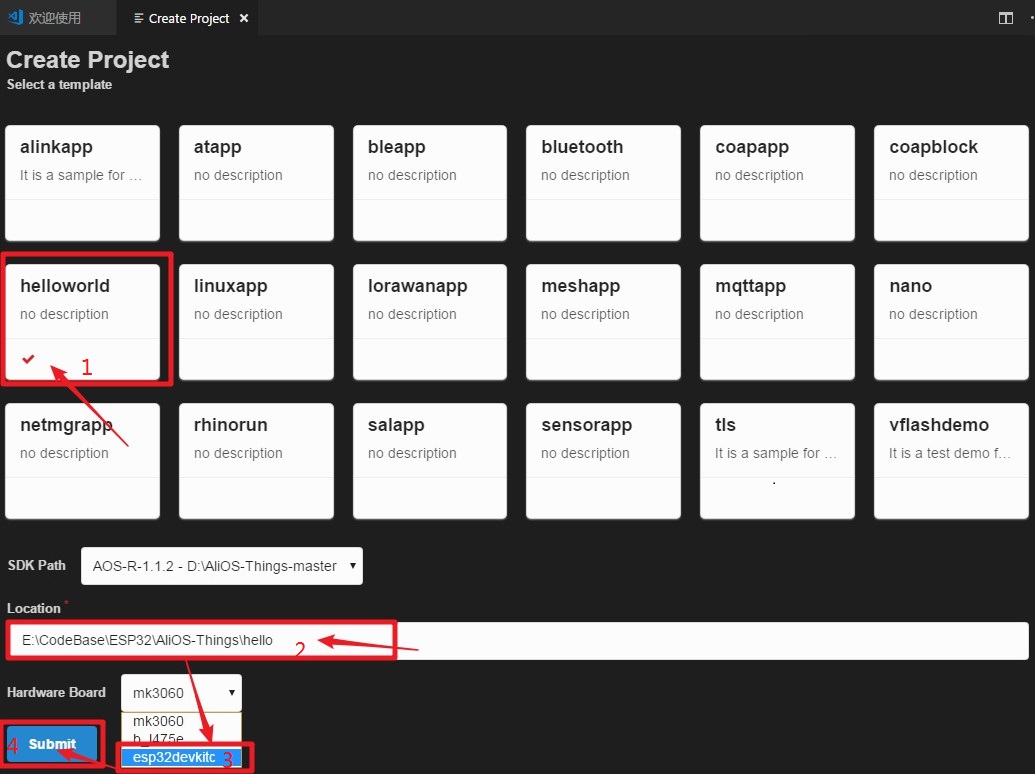 欢迎使用
Create Project
Create Project
Select a template
alinkapp
It is a sample for ...
atapp
no description
bleapp
no description
bluetooth
no description
coapapp
no description
coapblock
no description
helloworld
no description
1
linuxapp
no description
lorawanapp
no description
meshapp
no description
mqttapp
no description
nano
no description
netmgrapp
no description
rhinorun
no description
salapp
no description
sensorapp
no description
tls
It is a sample for ...
vflashdemo
It is a test demo f...
SDK Path
AOS-R-1.1.2 - D:\AliOS-Things-master
Location *
E:\CodeBase\ESP32\AliOS-Things\hello
2
Hardware Board
mk3060
mk3060
b_l475e
esp32devkitc
3
4
Submit